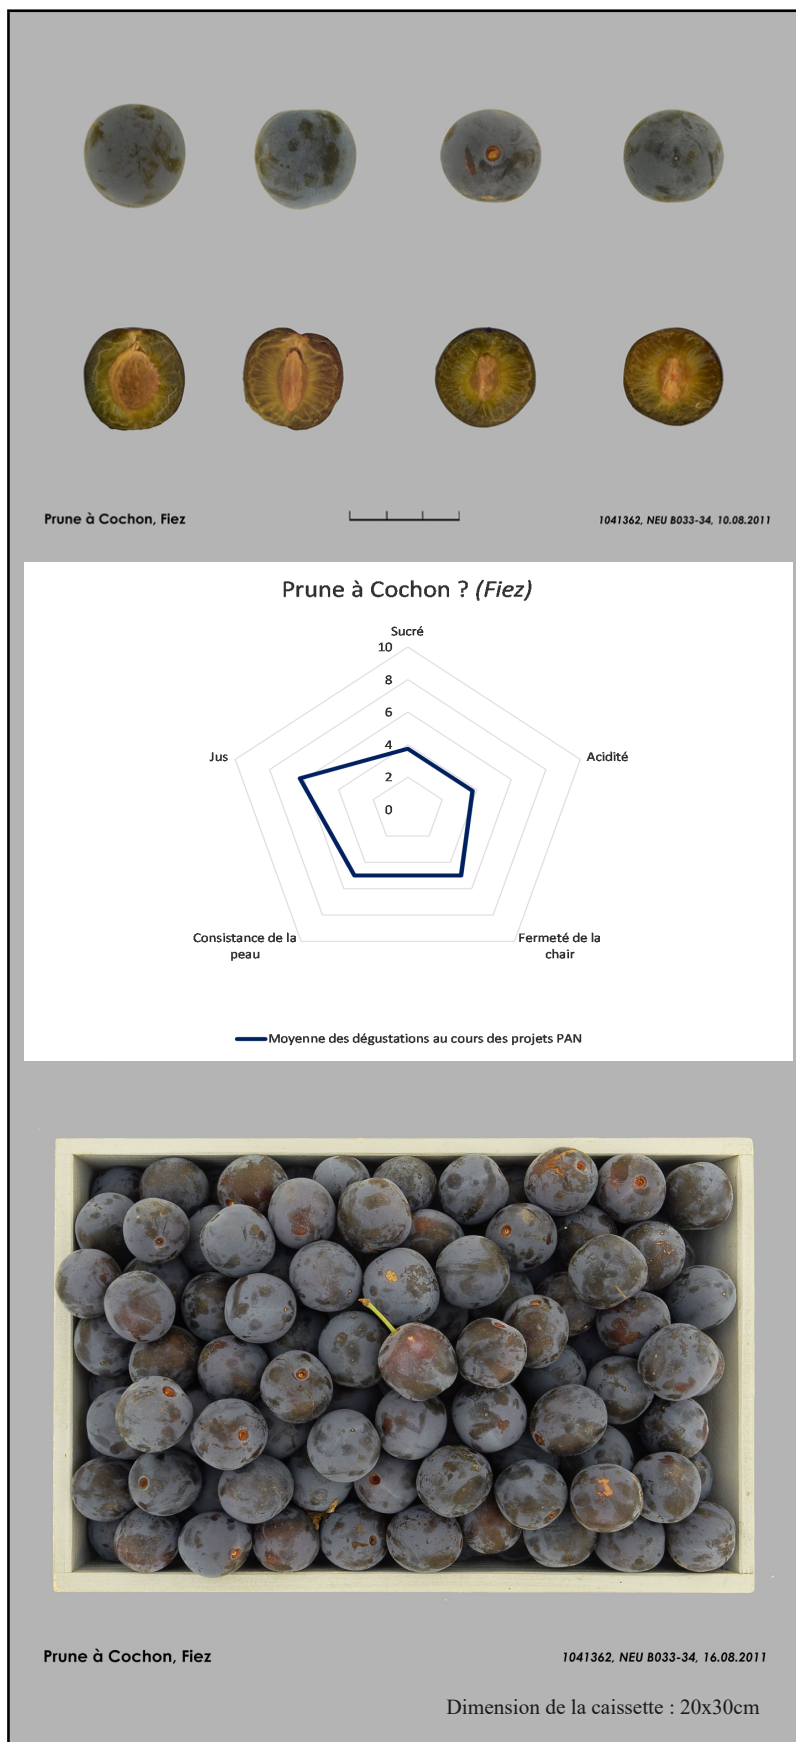 Prune à Cochon, Fiez
1041362, NEU B033-34, 10.08.2011
Prune à Cochon ? (Fiez)
Sucré
10
8
6
4
2
0
Jus
Acidité
Consistance de la
peau
Fermeté de la
chair
Moyenne des dégustations au cours des projets PAN
Prune à Cochon, Fiez
1041362, NEU B033-34, 16.08.2011
Dimension de la caissette : 20x30cm